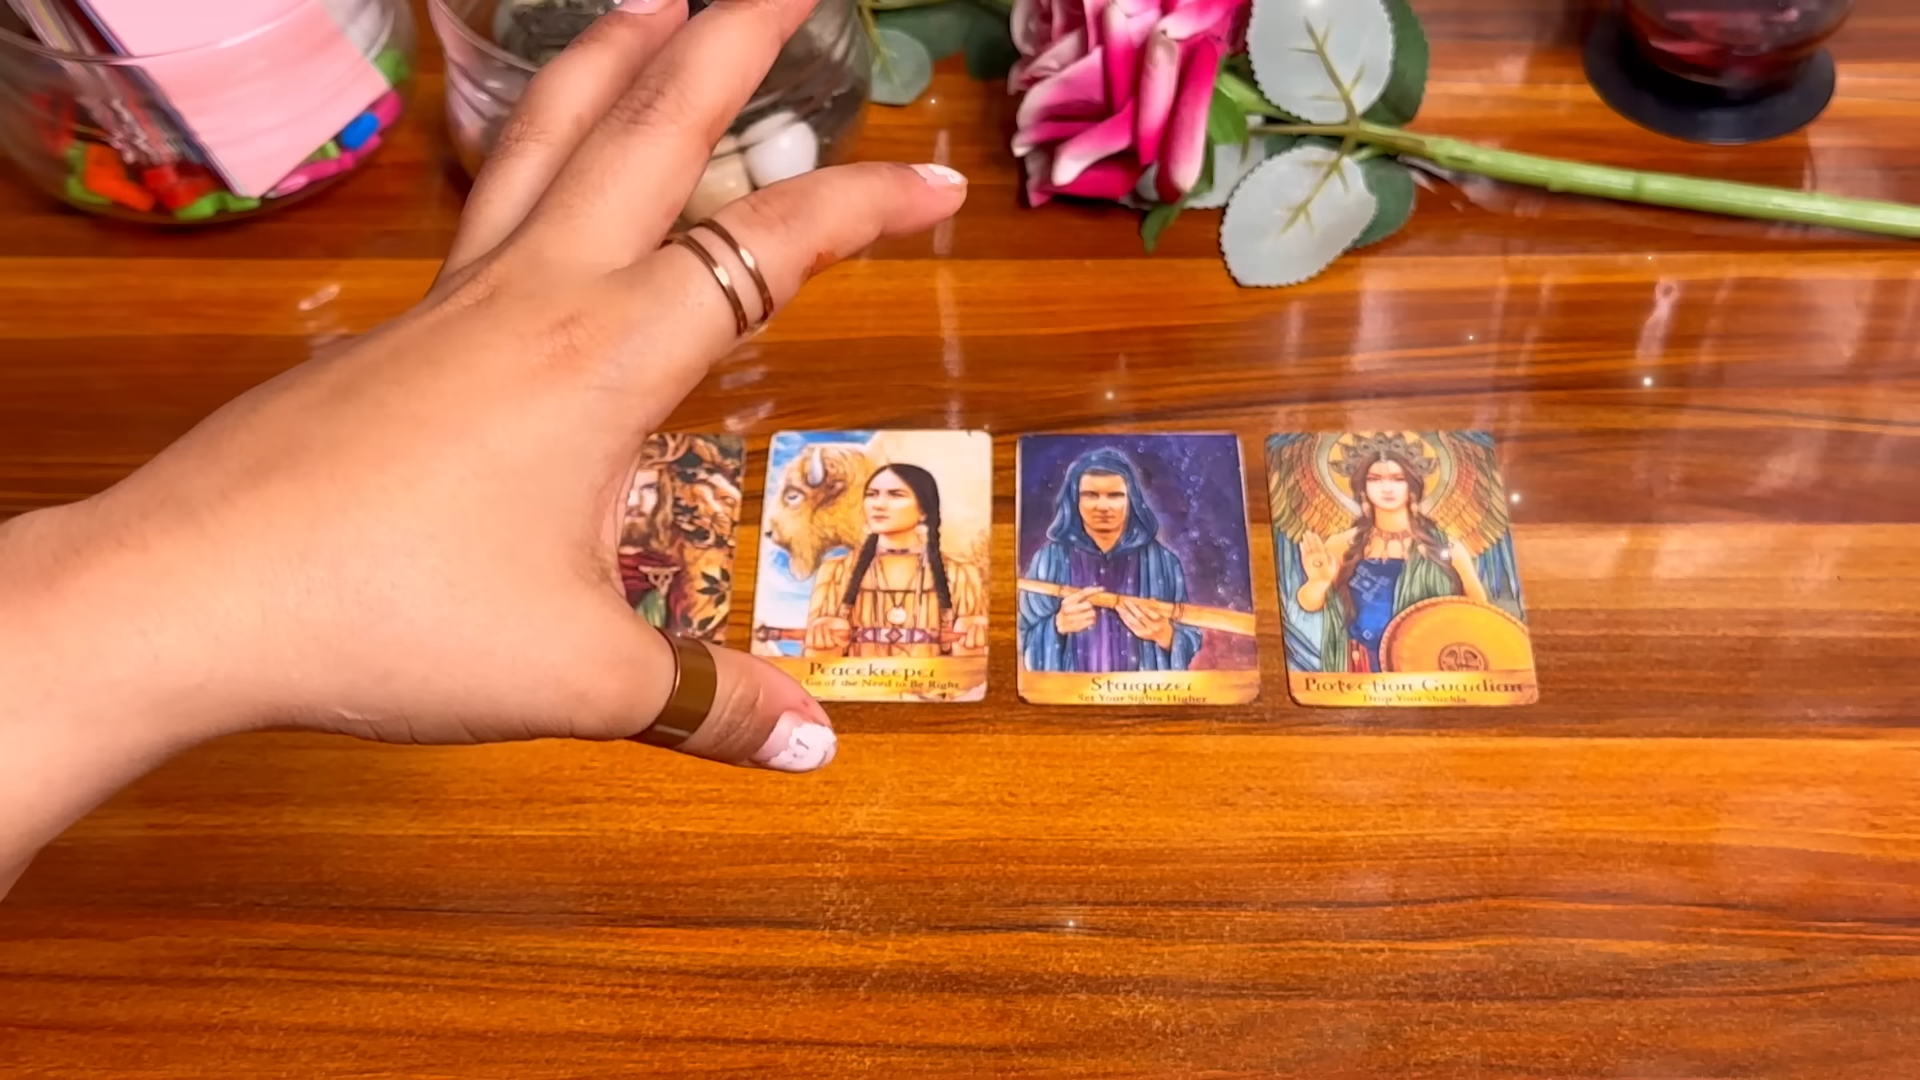 Peacekeeper
Go of the Need to Be Right
Stargazer
Set Your Sights Higher
Protection Guardian
Drop Your Shields